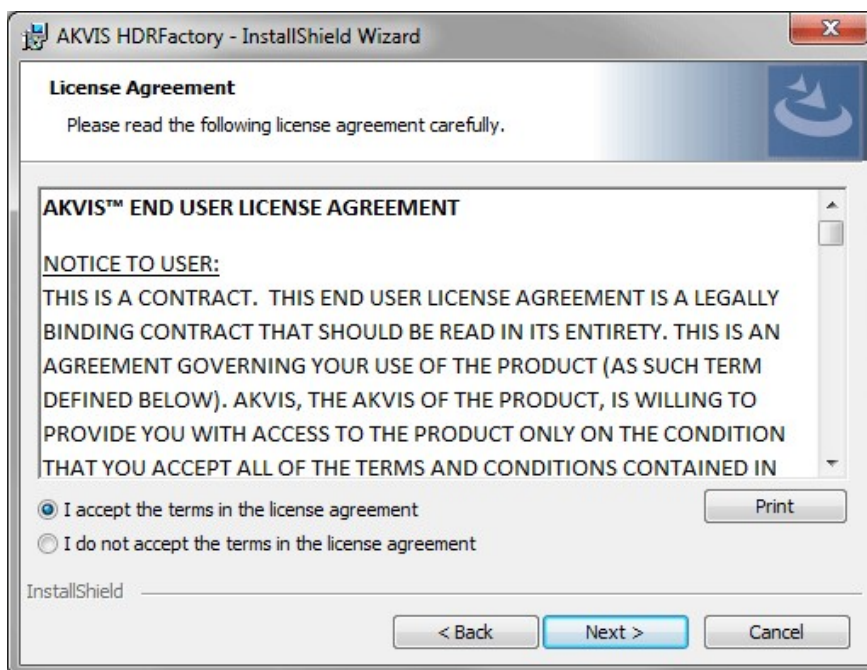 AKVIS HDRFactory - InstallShield Wizard
License Agreement
Please read the following license agreement carefully.
AKVIS™ END USER LICENSE AGREEMENT
NOTICE TO USER:
THIS IS A CONTRACT.  THIS END USER LICENSE AGREEMENT IS A LEGALLY
BINDING CONTRACT THAT SHOULD BE READ IN ITS ENTIRETY. THIS IS AN
AGREEMENT GOVERNING YOUR USE OF THE PRODUCT (AS SUCH TERM
DEFINED BELOW). AKVIS, THE AKVIS OF THE PRODUCT, IS WILLING TO
PROVIDE YOU WITH ACCESS TO THE PRODUCT ONLY ON THE CONDITION
THAT YOU ACCEPT ALL OF THE TERMS AND CONDITIONS CONTAINED IN
I accept the terms in the license agreement
Print
I do not accept the terms in the license agreement
InstallShield
< Back
Next >
Cancel